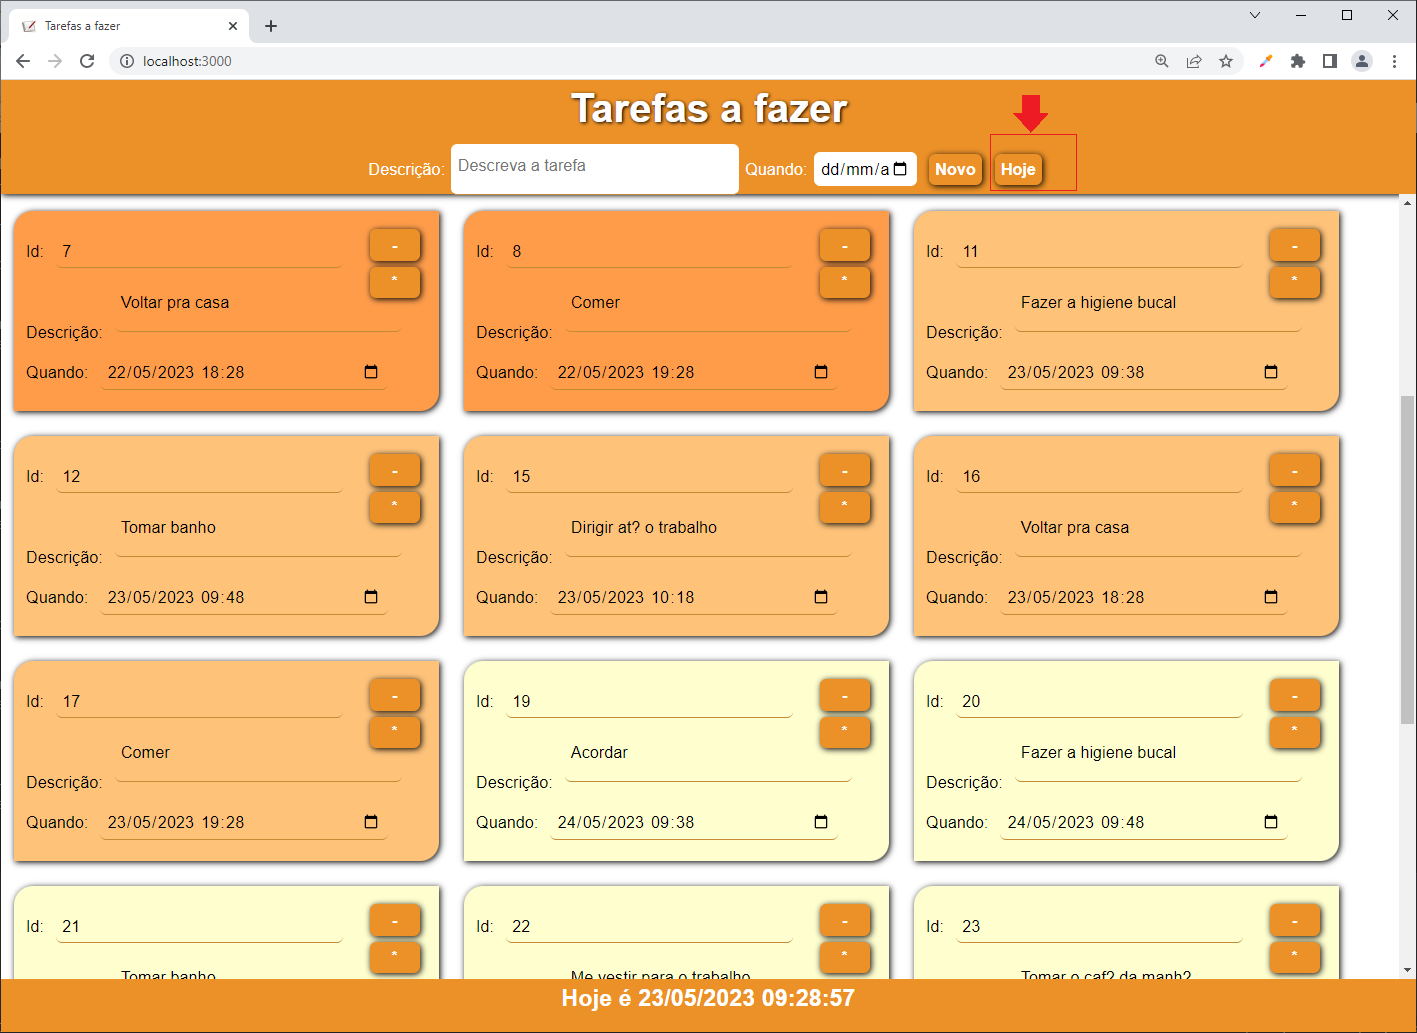 Tarefas a fazer
localhost:3000
Tarefas a fazer
Descrição: Descreva a tarefa Quando: dd/mm/a Novo Hoje
Id: 7 -
*
Voltar pra casa
Descrição:
Quando: 22/05/2023 18:28
Id: 8 -
*
Comer
Descrição:
Quando: 22/05/2023 19:28
Id: 11 -
*
Fazer a higiene bucal
Descrição:
Quando: 23/05/2023 09:38
Id: 12 -
*
Tomar banho
Descrição:
Quando: 23/05/2023 09:48
Id: 15 -
*
Dirigir at? o trabalho
Descrição:
Quando: 23/05/2023 10:18
Id: 16 -
*
Voltar pra casa
Descrição:
Quando: 23/05/2023 18:28
Id: 17 -
*
Comer
Descrição:
Quando: 23/05/2023 19:28
Id: 19 -
*
Acordar
Descrição:
Quando: 24/05/2023 09:38
Id: 20 -
*
Fazer a higiene bucal
Descrição:
Quando: 24/05/2023 09:48
Id: 21 -
*
Tomar banho
Id: 22 -
*
Me vestir para o trabalho
Id: 23 -
*
Tomar o caf? da manh?
Hoje é 23/05/2023 09:28:57